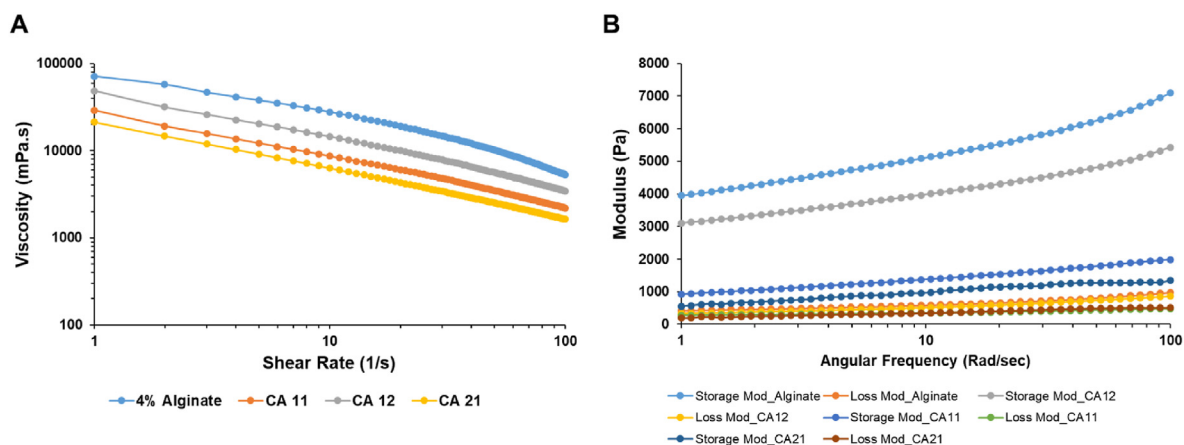 A
Viscosity (mPa.s)
100000
10000
1000
100
1
10
100
Shear Rate (1/s)
4% Alginate
CA 11
CA 12
CA 21
B
Modulus (Pa)
8000
7000
6000
5000
4000
3000
2000
1000
0
1
10
100
Angular Frequency (Rad/sec)
Storage Mod_Alginate
Loss Mod_Alginate
Storage Mod_CA12
Loss Mod_CA12
Storage Mod_CA11
Loss Mod_CA11
Storage Mod_CA21
Loss Mod_CA21